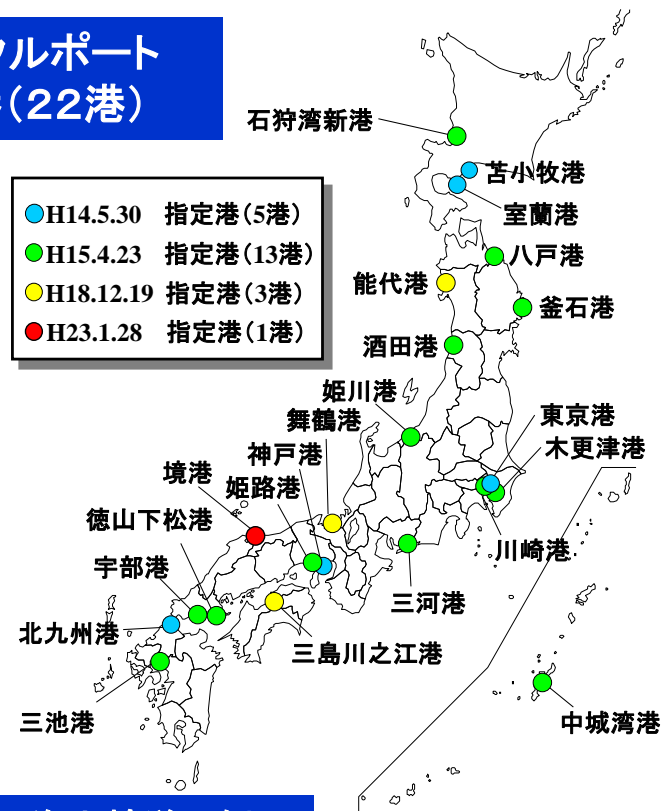 ルポート
(22港)
石狩湾新港
苫小牧港
室蘭港
H14.5.30 指定港(5港)
H15.4.23 指定港(13港)
H18.12.19 指定港(3港)
H23.1.28 指定港(1港)
八戸港
能代港
釜石港
酒田港
姫川港
舞鶴港
東京港
神戸港
木更津港
境港
姫路港
徳山下松港
川崎港
宇部港
三河港
北九州港
三島川之江港
三池港
中城湾港